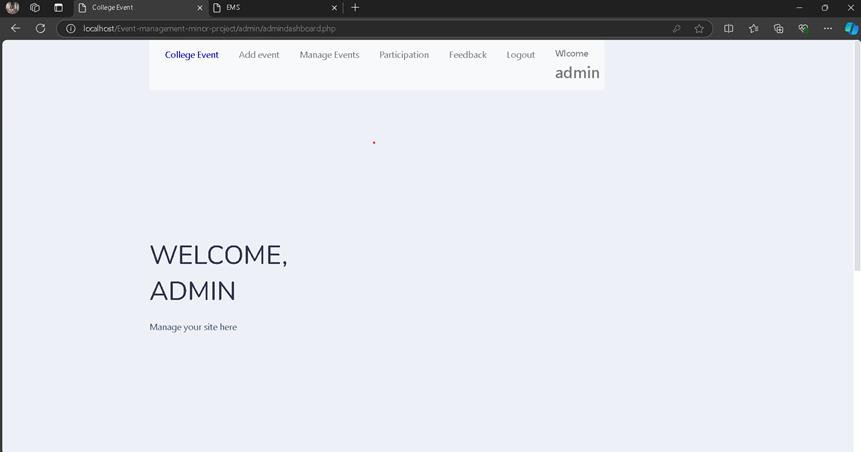 College Event
EMS
localhost/Event-management-minor-project/admin/admindashboard.php
College Event Add event Manage Events Participation Feedback Logout Wlcome
admin
WELCOME,
ADMIN
Manage your site here